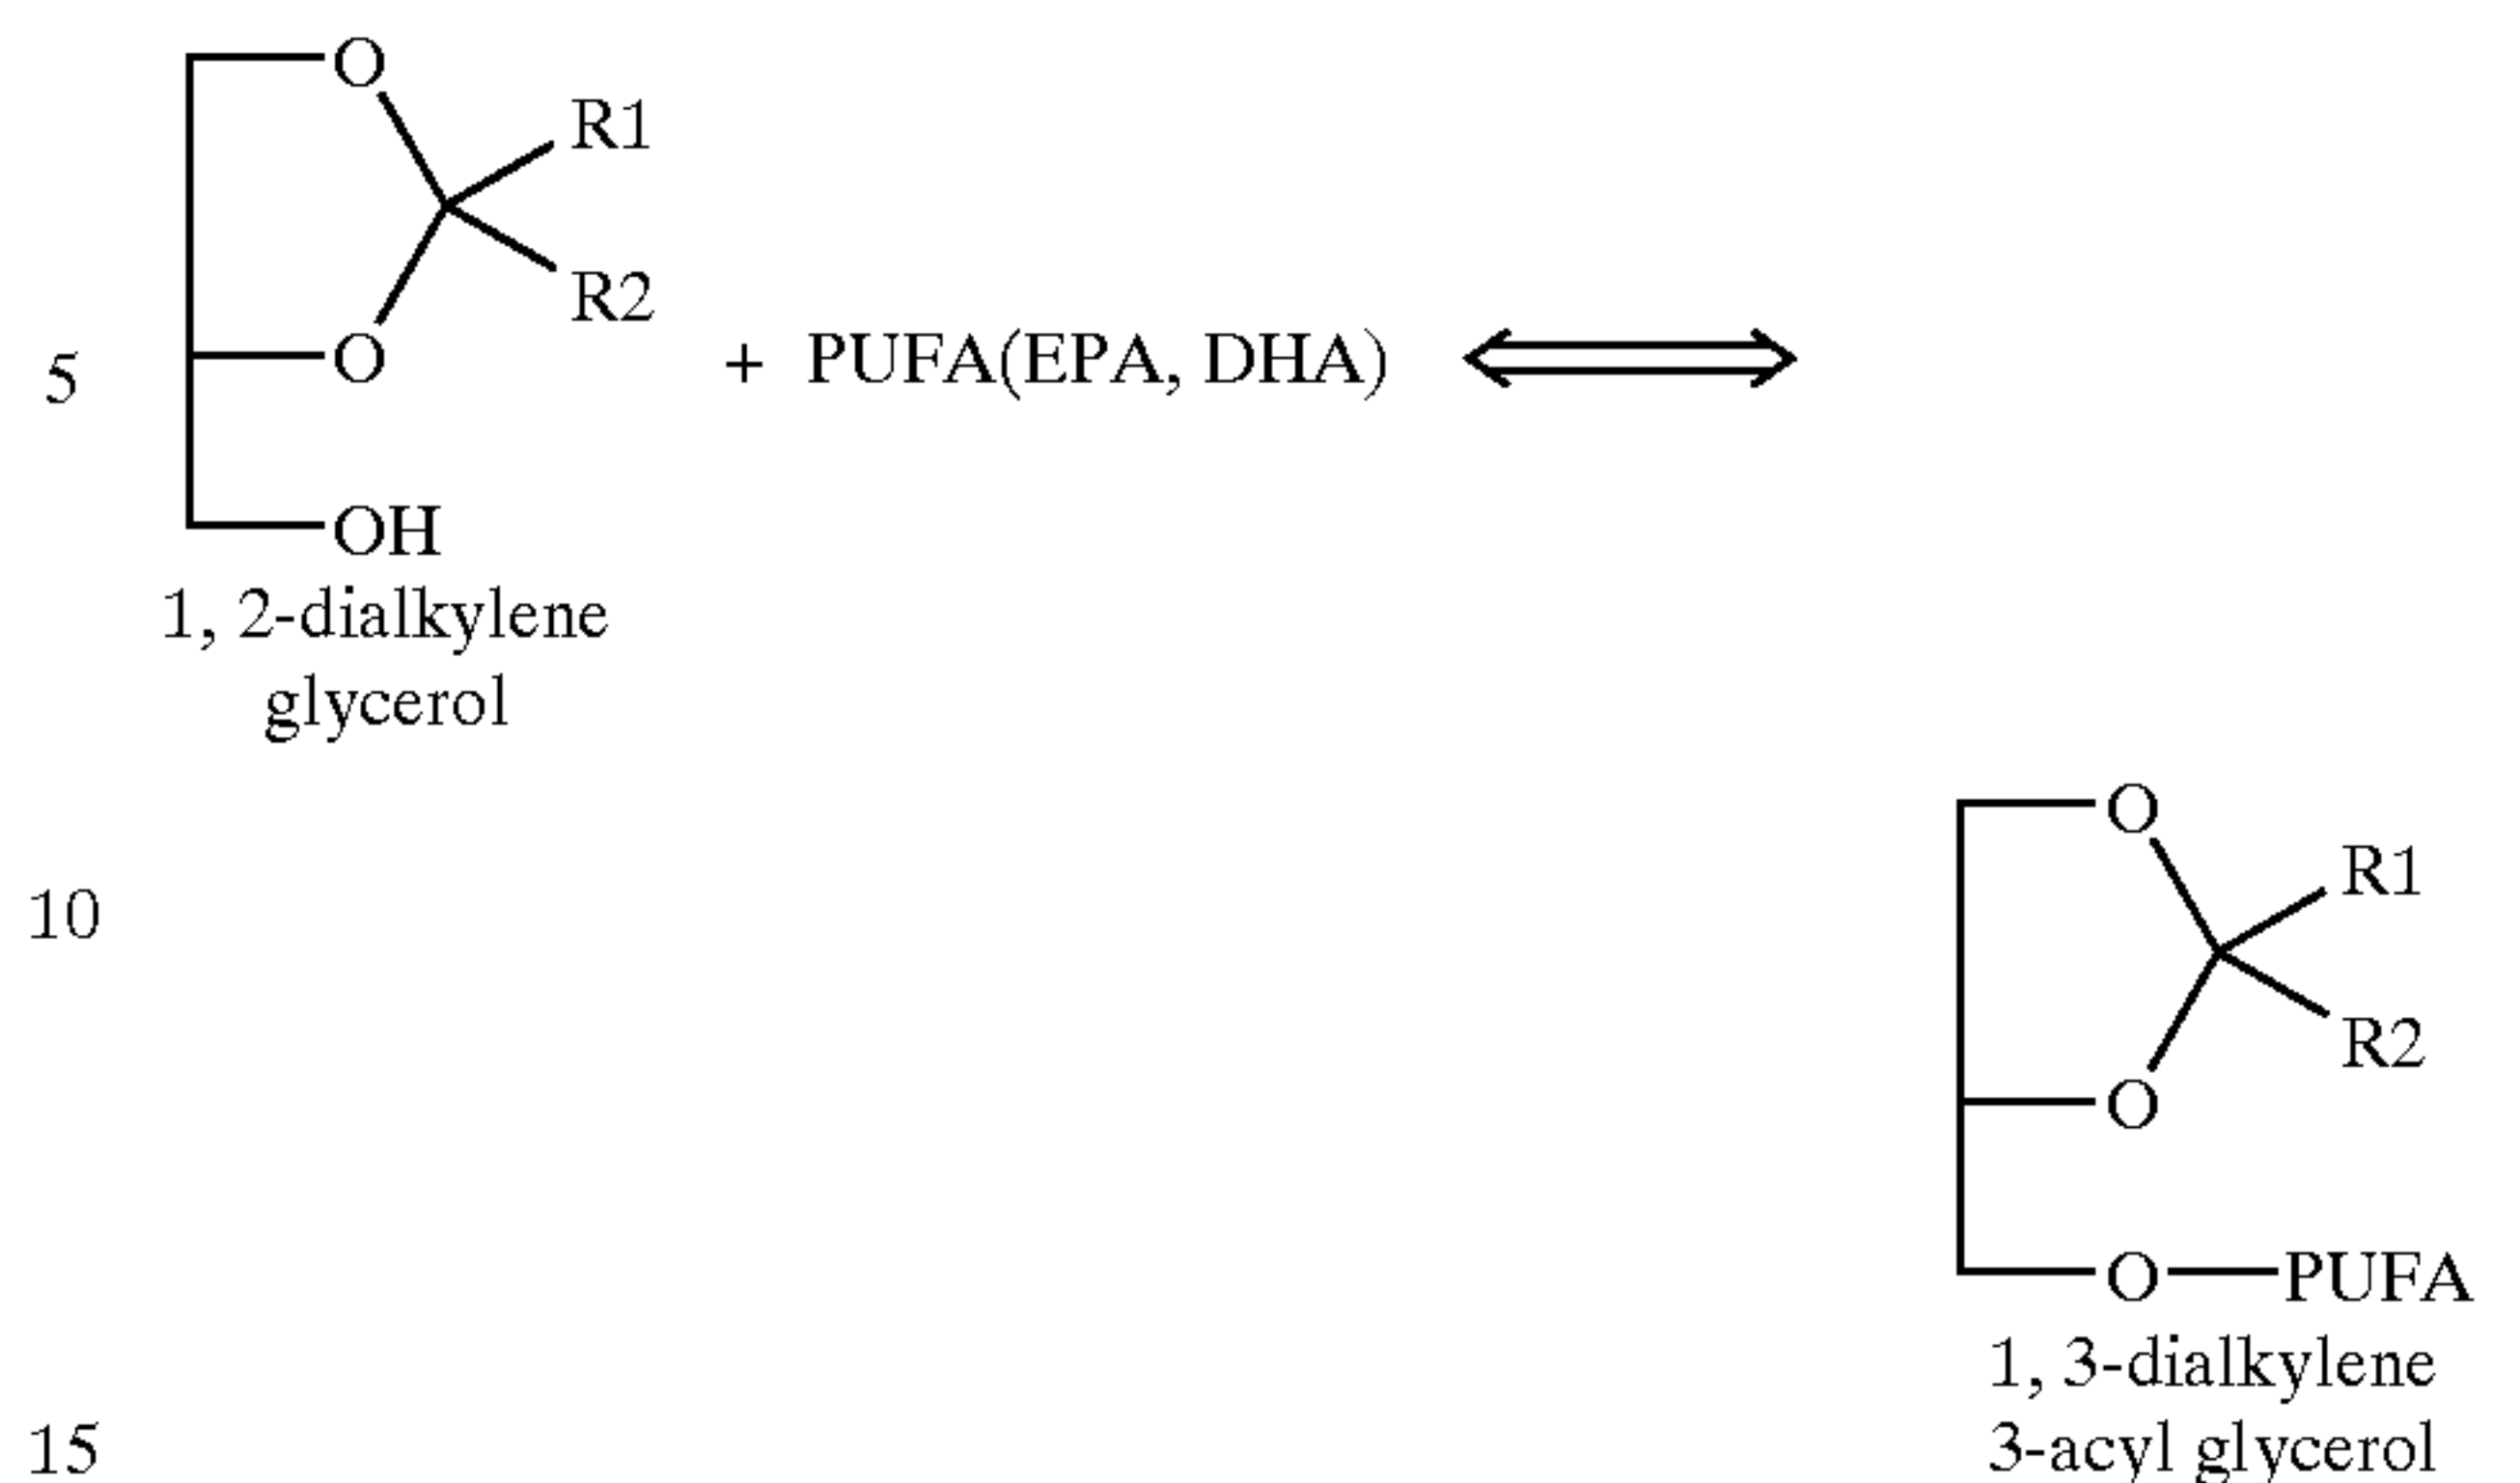 O
R1
R2
5
O
+ PUFA(EPA, DHA)
OH
1, 2-dialkylene
glycerol
O
R1
10
R2
O
O
PUFA
1, 3-dialkylene
15
3-acyl glycerol